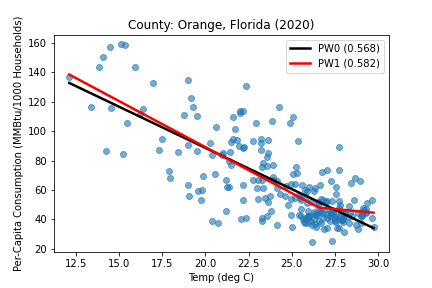 County: Orange, Florida (2020)
Per-Capita Consumption (MMBtu/1000 Households)
160
140
120
100
80
60
40
20
PW0 (0.568)
PW1 (0.582)
12.5 15.0 17.5 20.0 22.5 25.0 27.5 30.0
Temp (deg C)